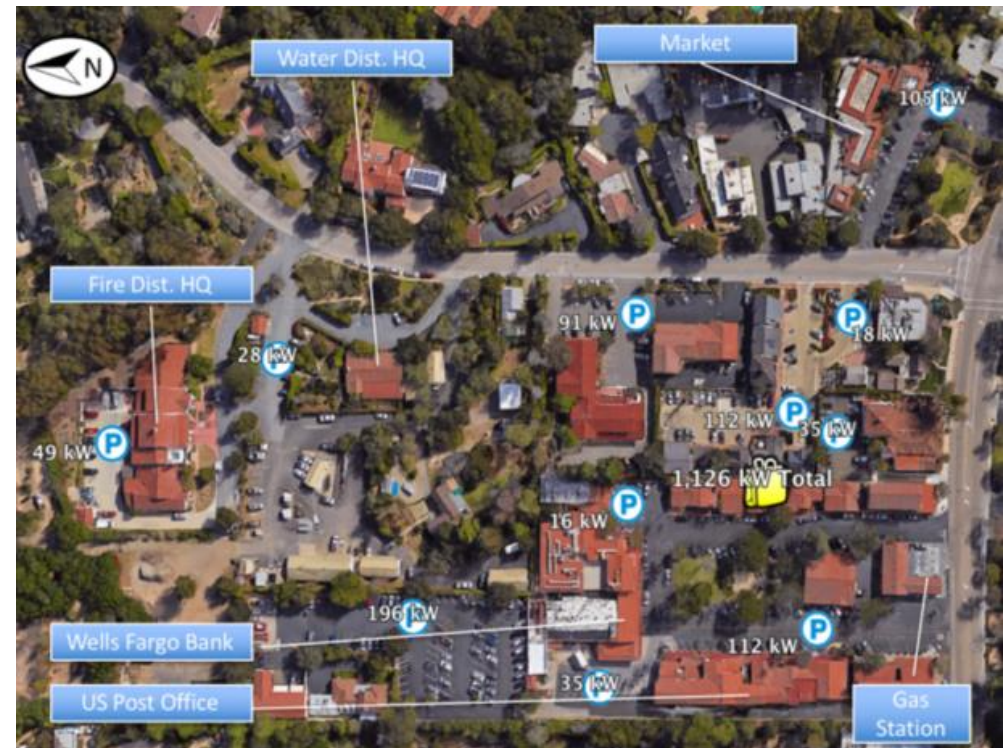 Water Dist. HQ
Market
N
105 kW
Fire Dist. HQ
91 kW
P
P
18 kW
28 kW
P
112 kW
P
35 kW
P
49 kW
P
1,126 kW Total
16 kW
P
196 kW
P
Wells Fargo Bank
112 kW
P
US Post Office
35 kW
P
Gas
Station